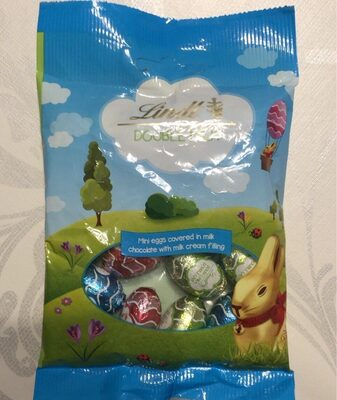 Lindt
DOUBLE
Mini eggs covered in milk
chocolate with milk cream filling